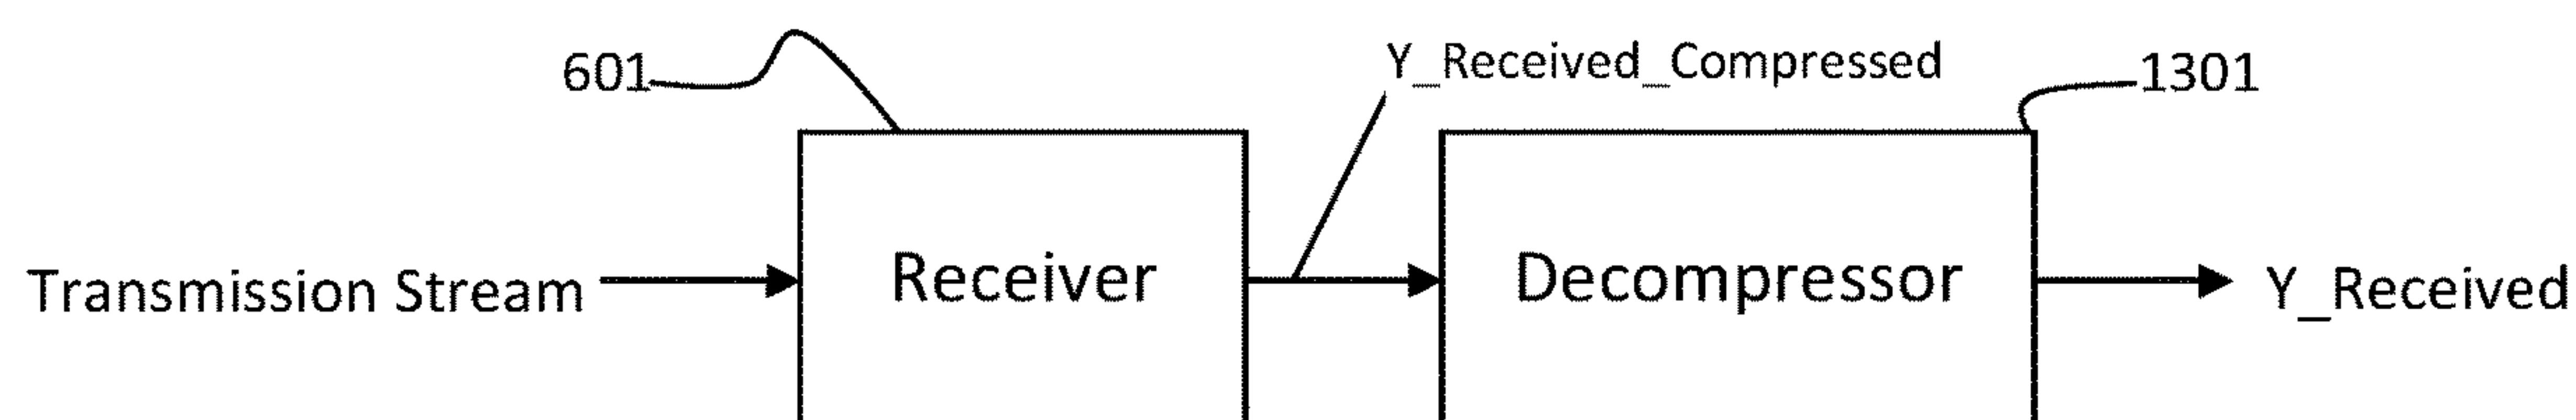 601
Y_Received_Compressed
1301
Transmission Stream
Receiver
Decompressor
Y_Received